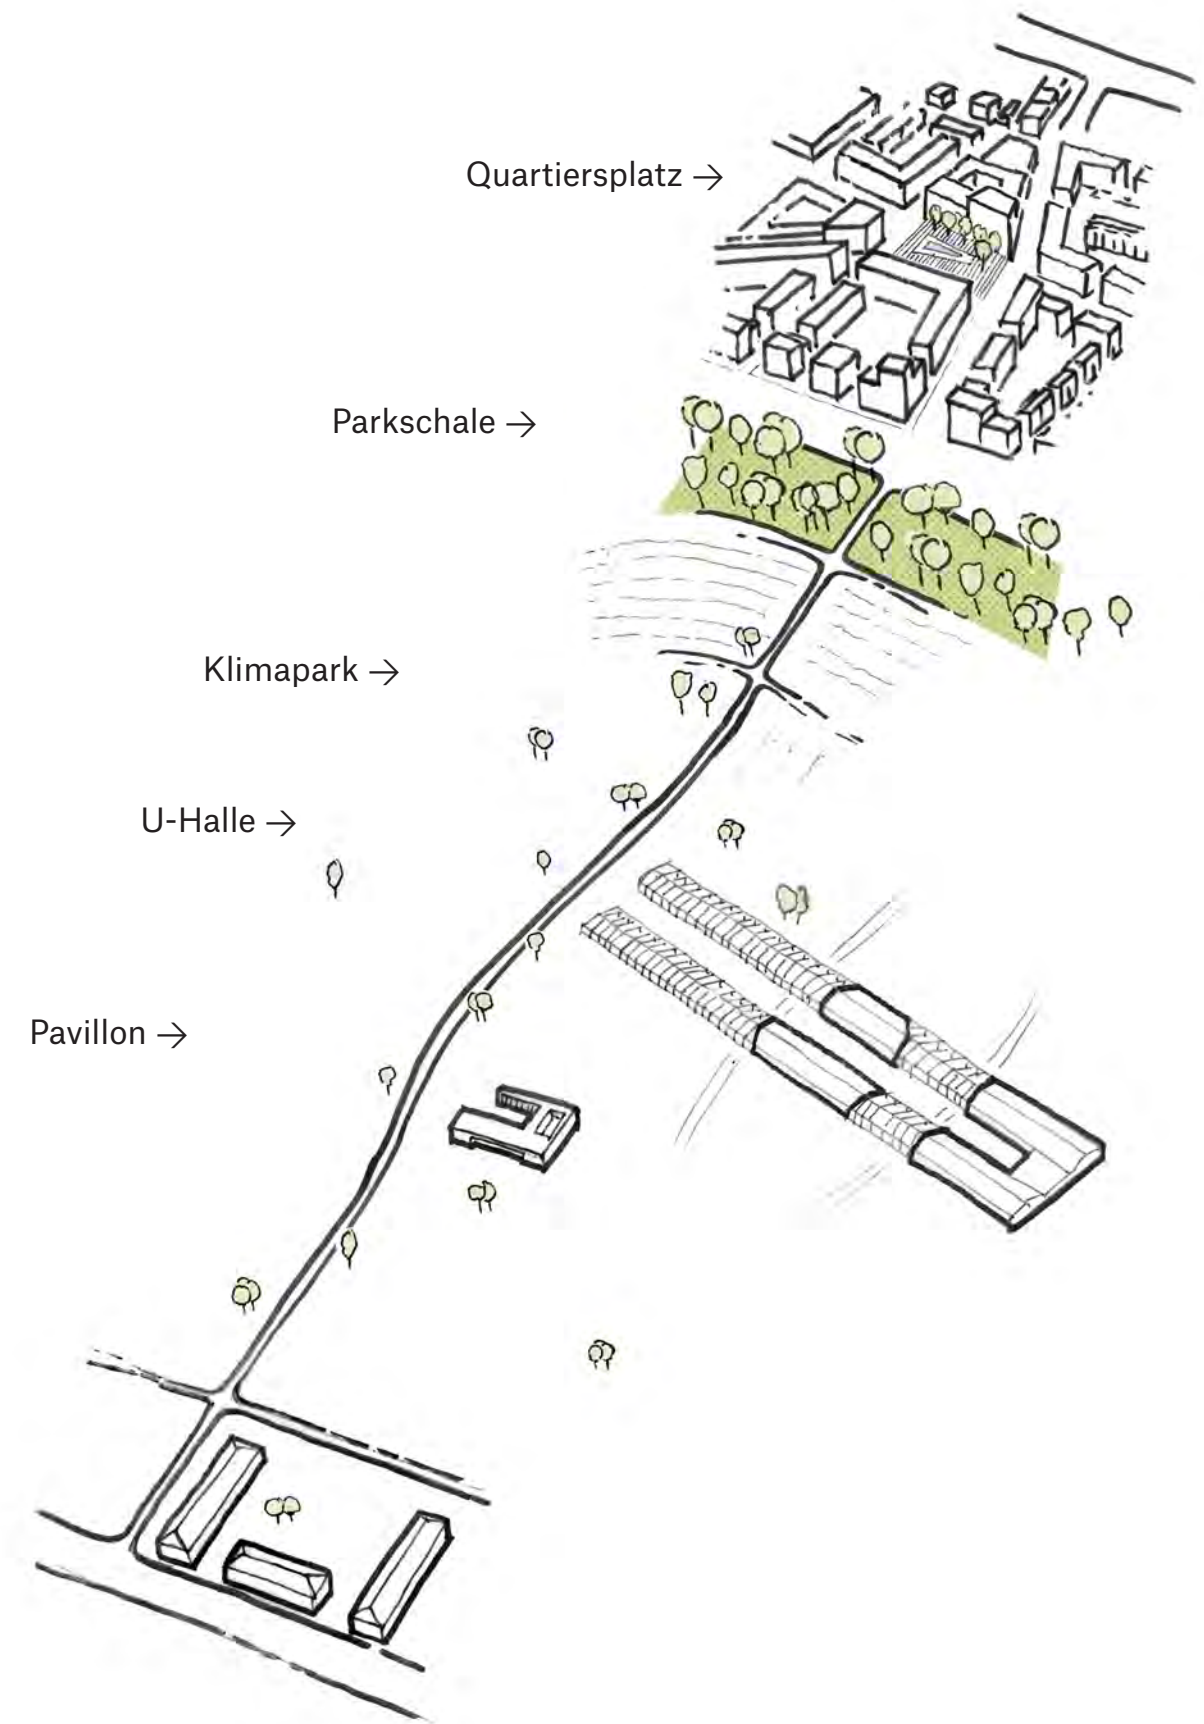 Quartiersplatz →
Parkschale →
Klimapark →
U-Halle →
Pavillon →